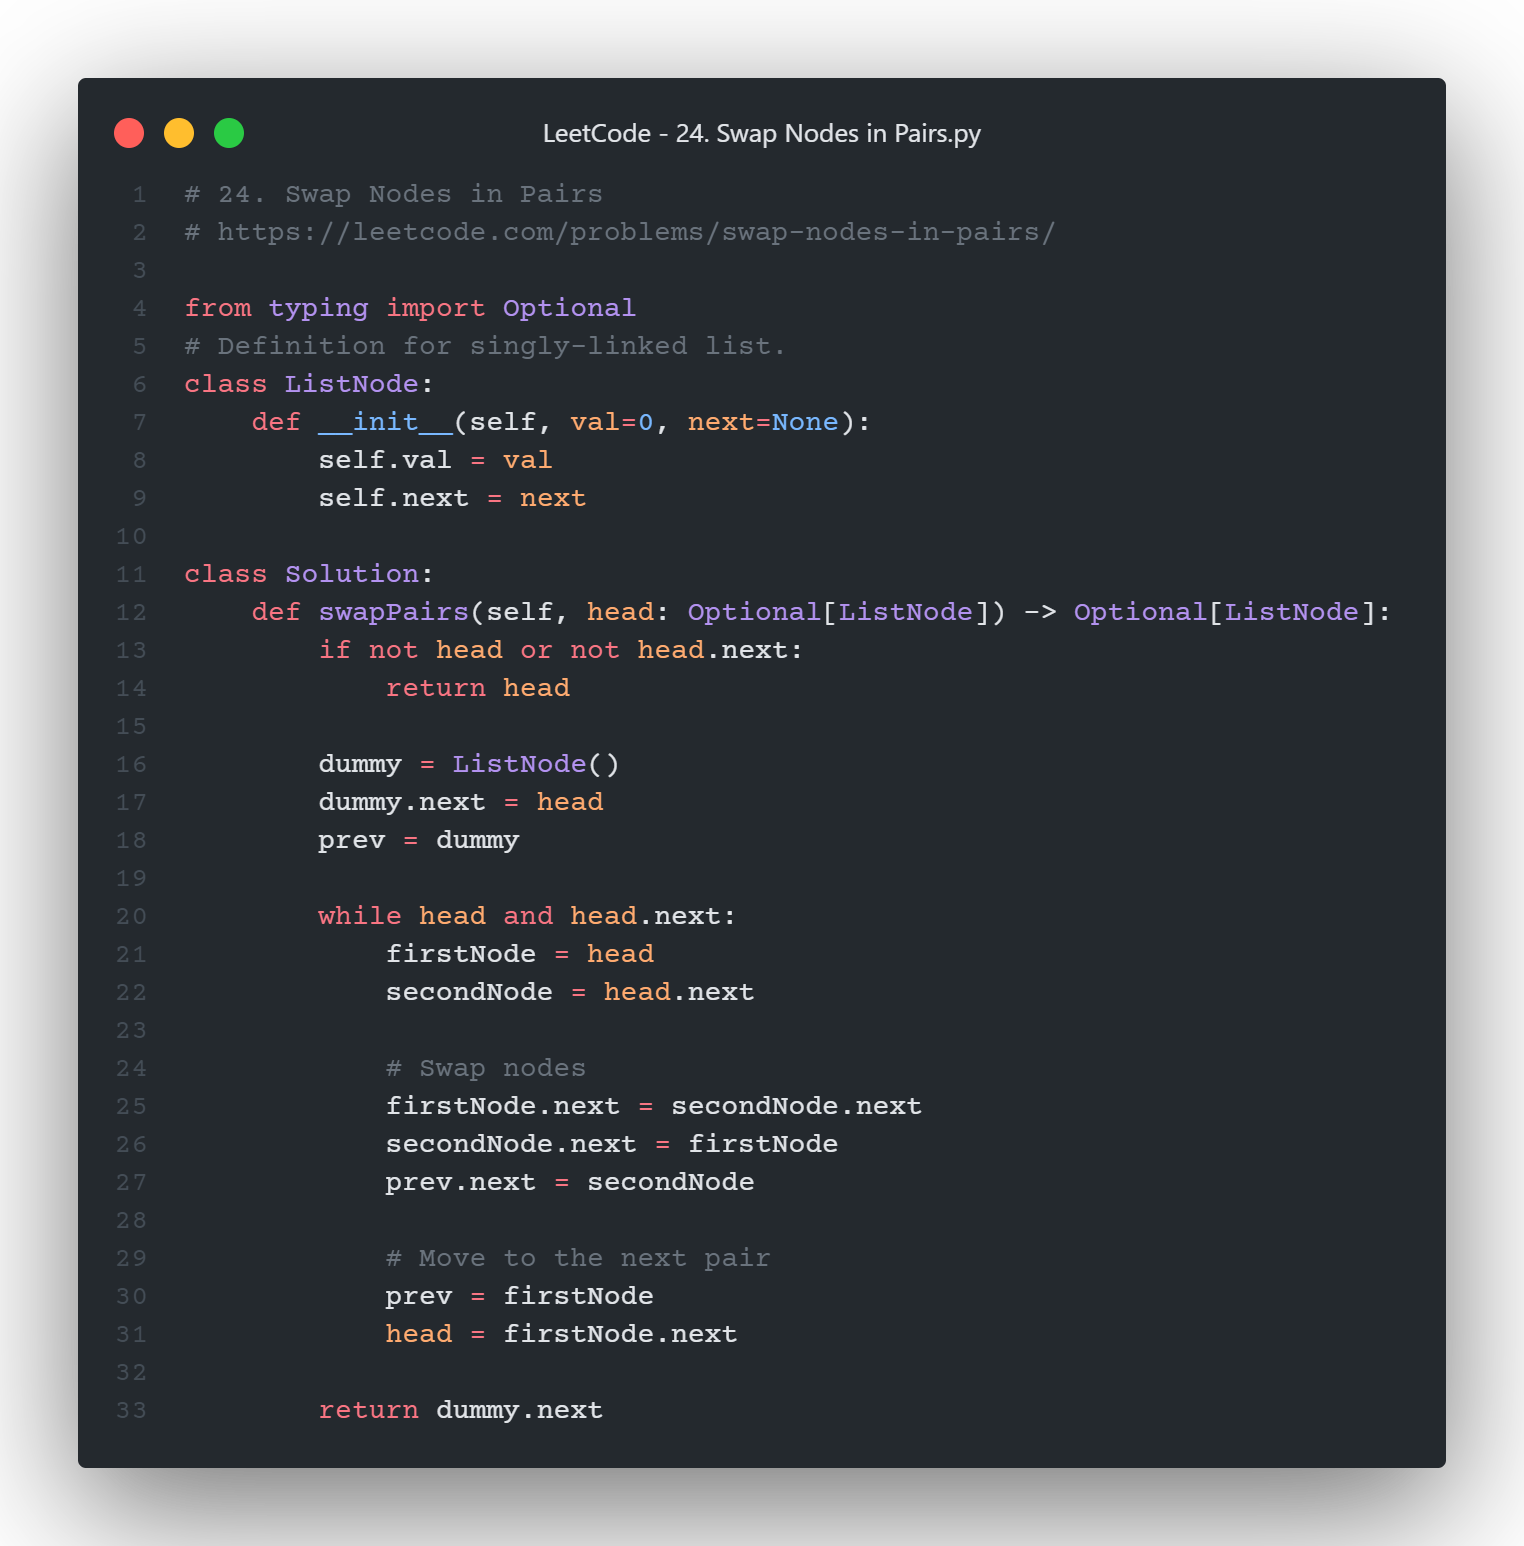 LeetCode - 24. Swap Nodes in Pairs.py
1 # 24. Swap Nodes in Pairs
2 # https://leetcode.com/problems/swap-nodes-in-pairs/
3
4 from typing import Optional
5 # Definition for singly-linked list.
6 class ListNode:
7     def __init__(self, val=0, next=None):
8         self.val = val
9         self.next = next
10
11 class Solution:
12     def swapPairs(self, head: Optional[ListNode]) -> Optional[ListNode]:
13         if not head or not head.next:
14             return head
15
16         dummy = ListNode()
17         dummy.next = head
18         prev = dummy
19
20         while head and head.next:
21             firstNode = head
22             secondNode = head.next
23
24             # Swap nodes
25             firstNode.next = secondNode.next
26             secondNode.next = firstNode
27             prev.next = secondNode
28
29             # Move to the next pair
30             prev = firstNode
31             head = firstNode.next
32
33         return dummy.next